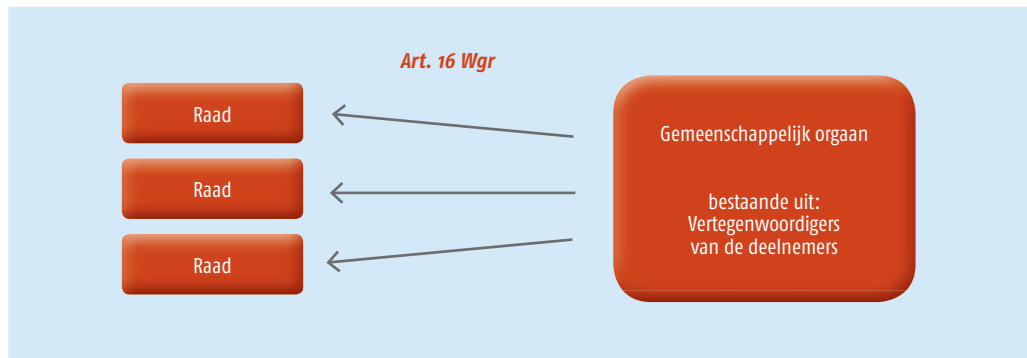 Art. 16 Wgr
Raad
Raad
Raad
Gemeenschappelijk orgaan
bestaande uit:
Vertegenwoordigers
van de deelnemers